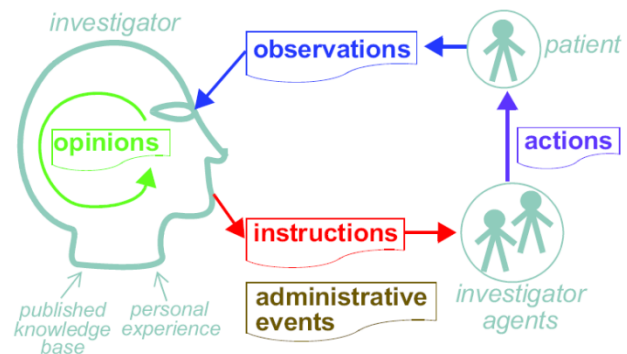 investigator
observations
patient
opinions
actions
instructions
investigator
agents
administrative
events
published
knowledge
base
personal
experience